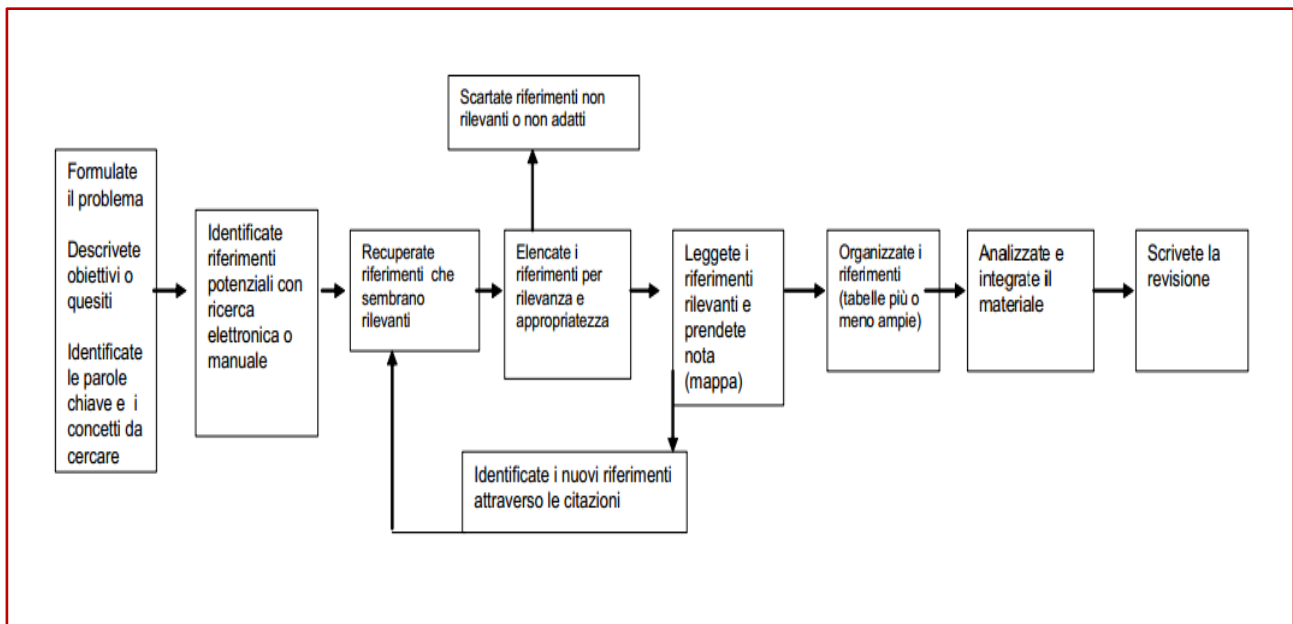 Scartate riferimenti non
rilevanti o non adatti
Formulate
il problema
Descrivete
obiettivi o
quesiti
Identificate
le parole
chiave e i
concetti da
cercare
Identificate
riferimenti
potenziali con
ricerca
elettronica o
manuale
Recuperate
riferimenti che
sembrano
rilevanti
Elencate i
riferimenti per
rilevanza e
appropriatezza
Leggete i
riferimenti
rilevanti e
prendete
nota
(mappa)
Organizzate i
riferimenti
(tabelle più o
meno ampie)
Analizzate e
integrate il
materiale
Scrivete la
revisione
Identificate i nuovi riferimenti
attraverso le citazioni